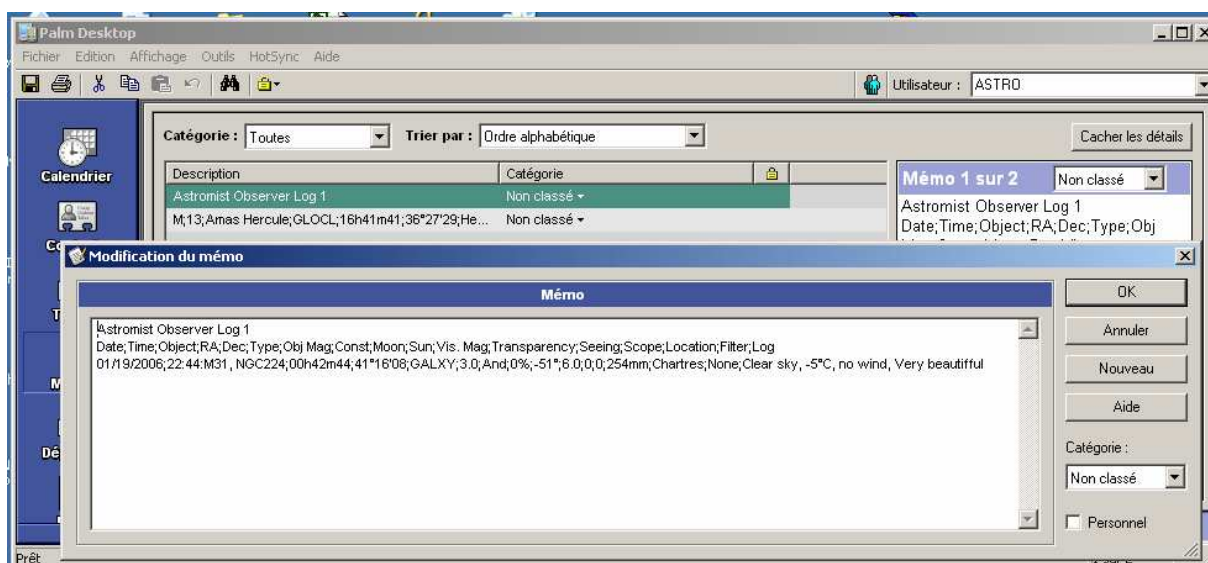 Palm Desktop
Fichier Edition Affichage Outils HotSync Aide
Utilisateur : ASTRO
Catégorie : Toutes Trier par : Ordre alphabétique Cacher les détails
Calendrier
Description Catégorie
Mémo 1 sur 2 Non classé
Astromist Observer Log 1 Non classé
M;13;Amas Hercule;GLOCL;16h41m41;36°27'29;He... Non classé
Astromist Observer Log 1
Date;Time;Object;RA;Dec;Type;Obj
Modification du mémo
Mémo
Astromist Observer Log 1
Date;Time;Object;RA;Dec;Type;Obj Mag;Const;Moon;Sun;Vis. Mag;Transparency;Seeing;Scope;Location;Filter;Log
01/19/2006;22:44:M31, NGC224;00h42m44;41°16'08;GALXY;3.0;And;0%;-51°;6.0;0;0;254mm;Chartres;None;Clear sky, -5°C, no wind, Very beautifful
OK
Annuler
Nouveau
Aide
Catégorie :
Non classé
Personnel
Prêt